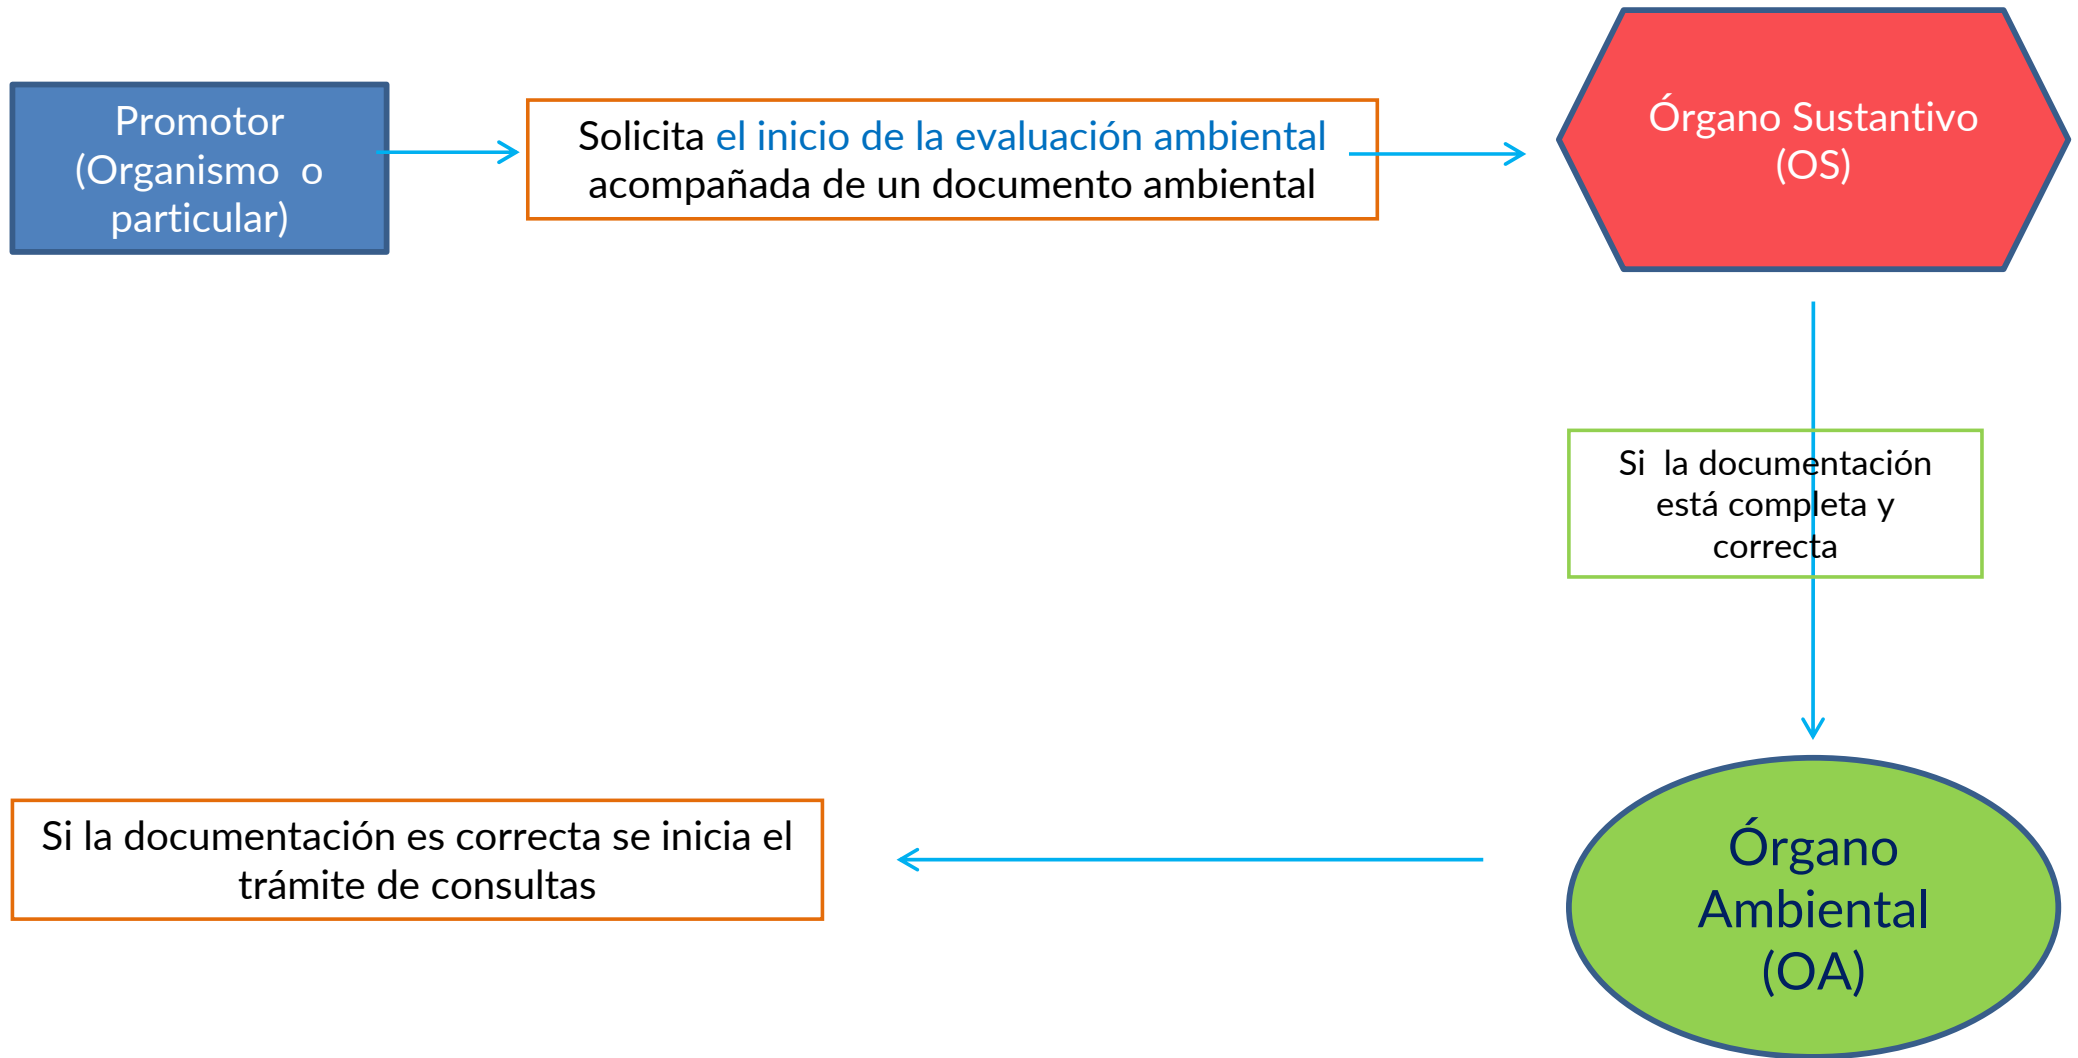 Promotor
(Organismo o
particular)
Solicita el inicio de la evaluación ambiental
acompañada de un documento ambiental
Órgano Sustantivo
(OS)
Si la documentación
está completa y
correcta
Órgano
Ambiental
(OA)
Si la documentación es correcta se inicia el
trámite de consultas